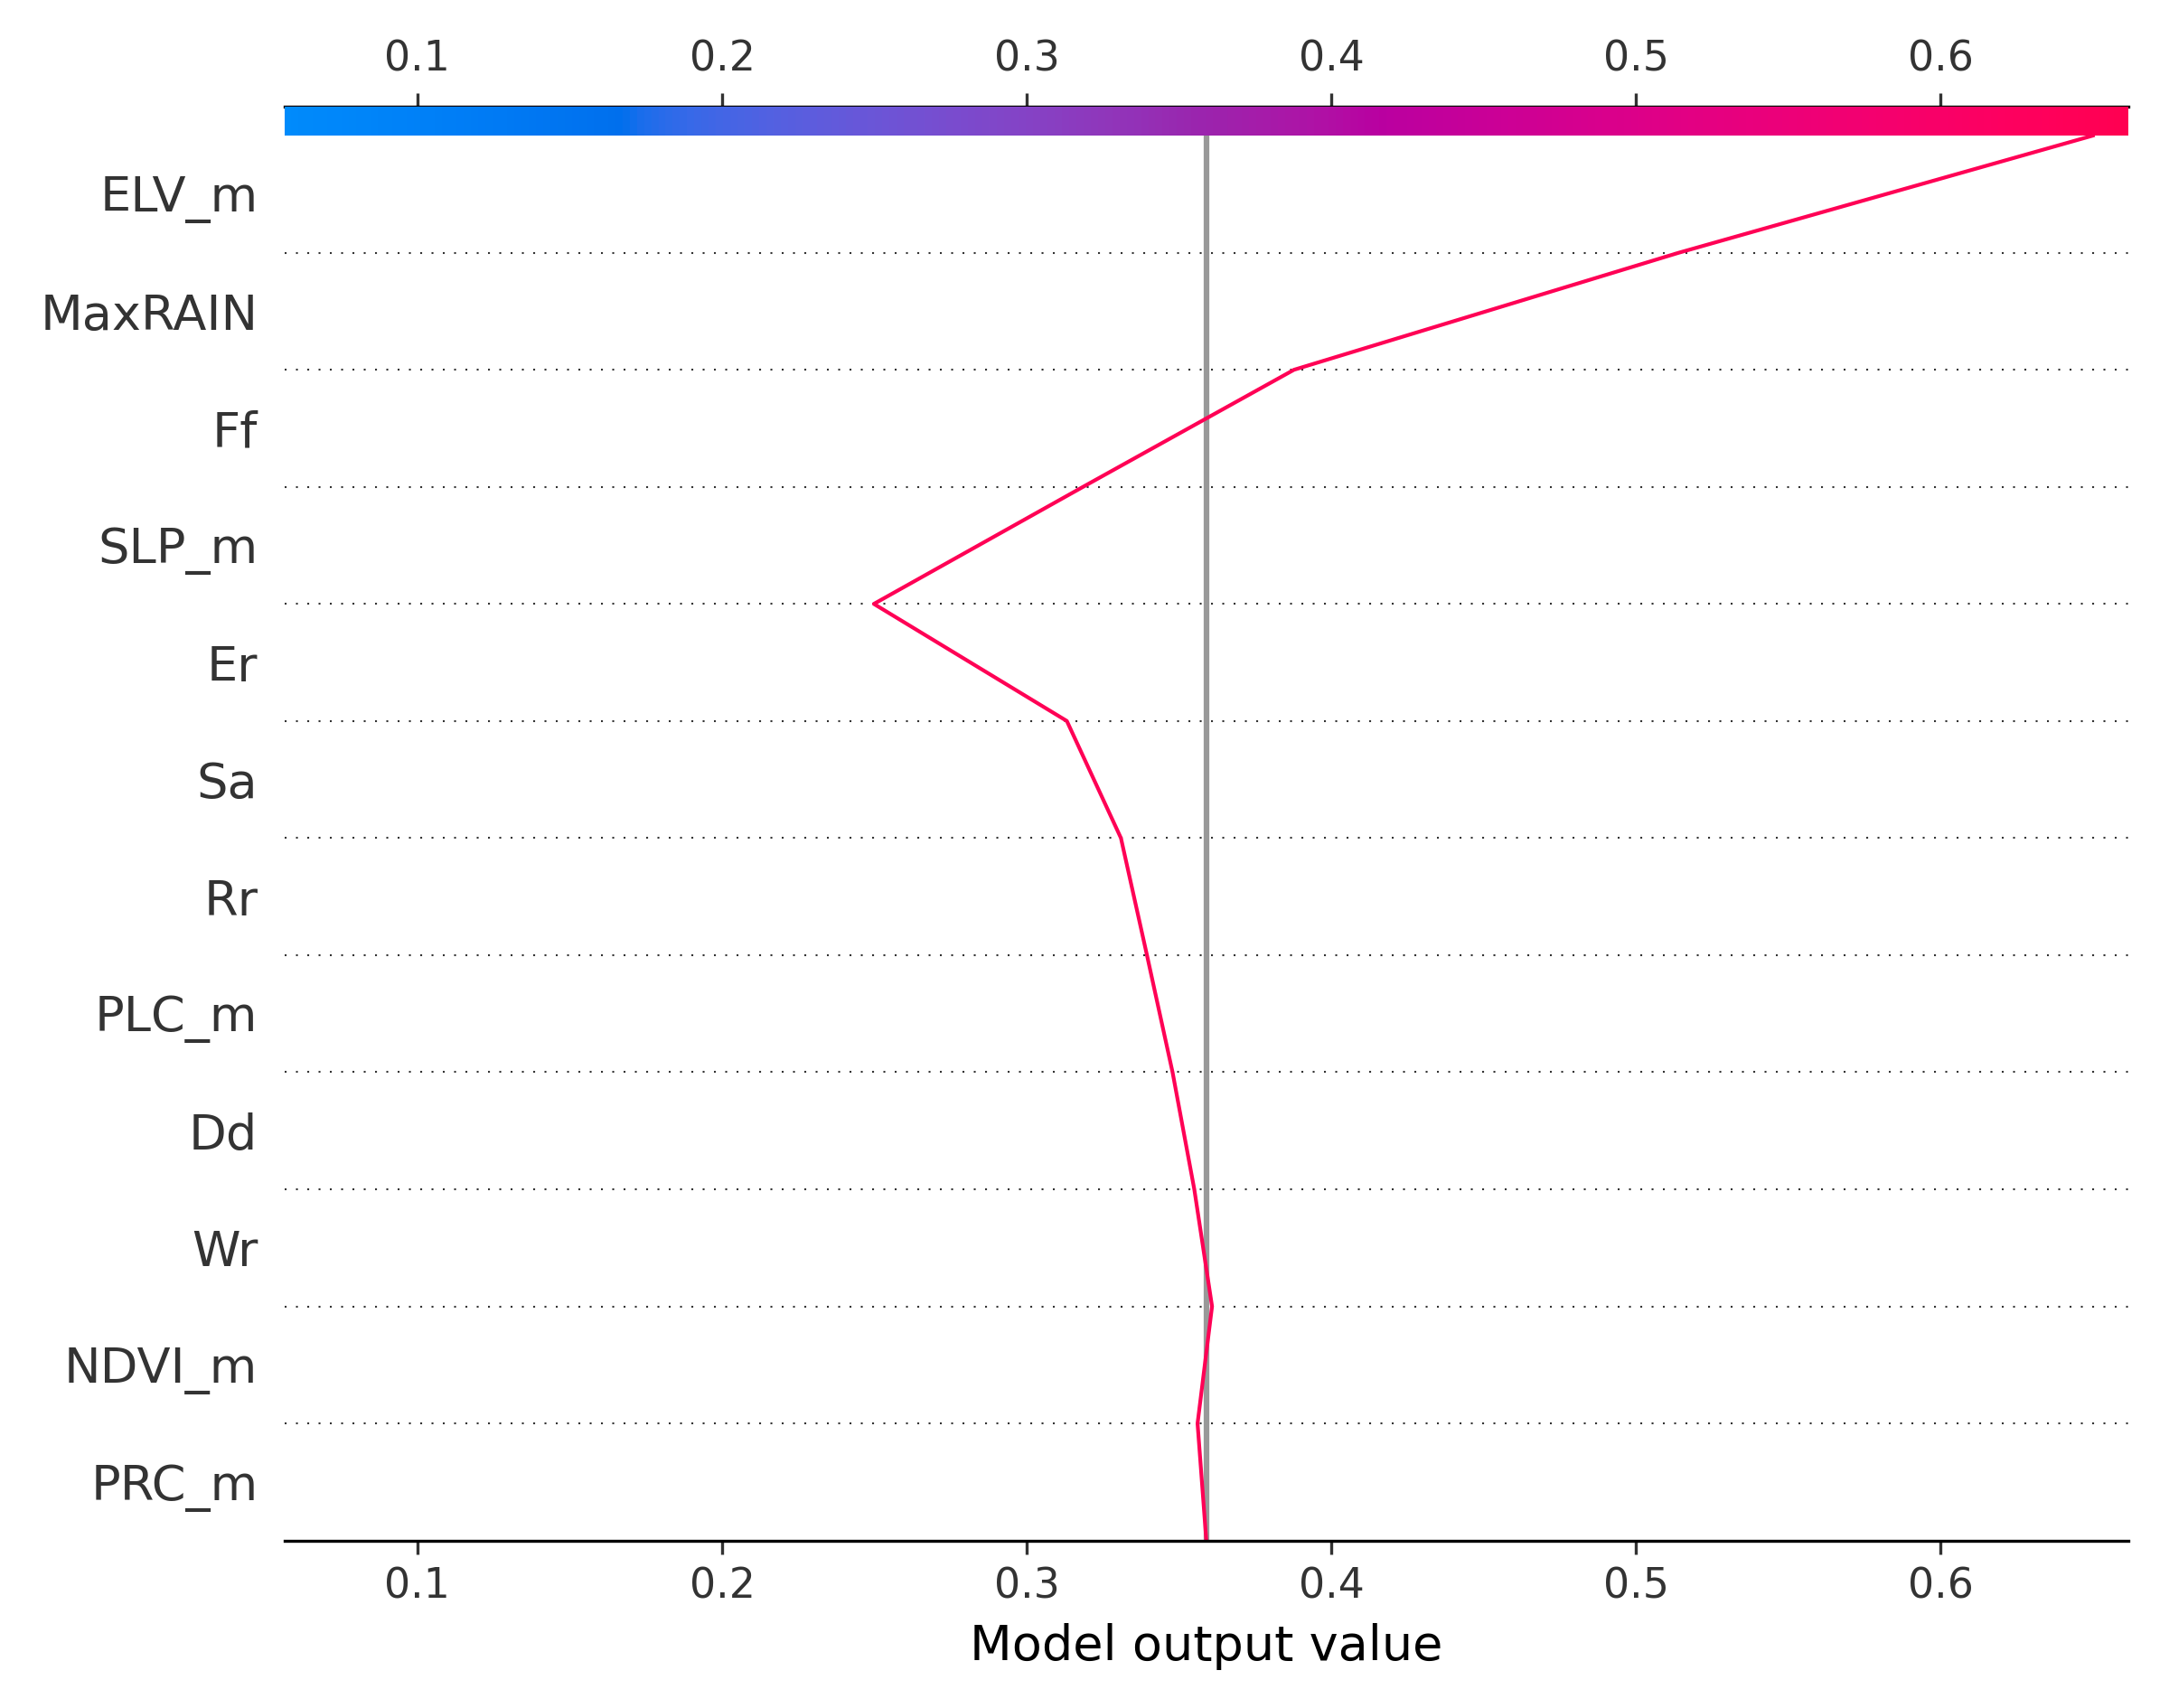 0.1 0.2 0.3 0.4 0.5 0.6
ELV_m
MaxRAIN
Ff
SLP_m
Er
Sa
Rr
PLC_m
Dd
Wr
NDVI_m
PRC_m
0.1 0.2 0.3 0.4 0.5 0.6
Model output value